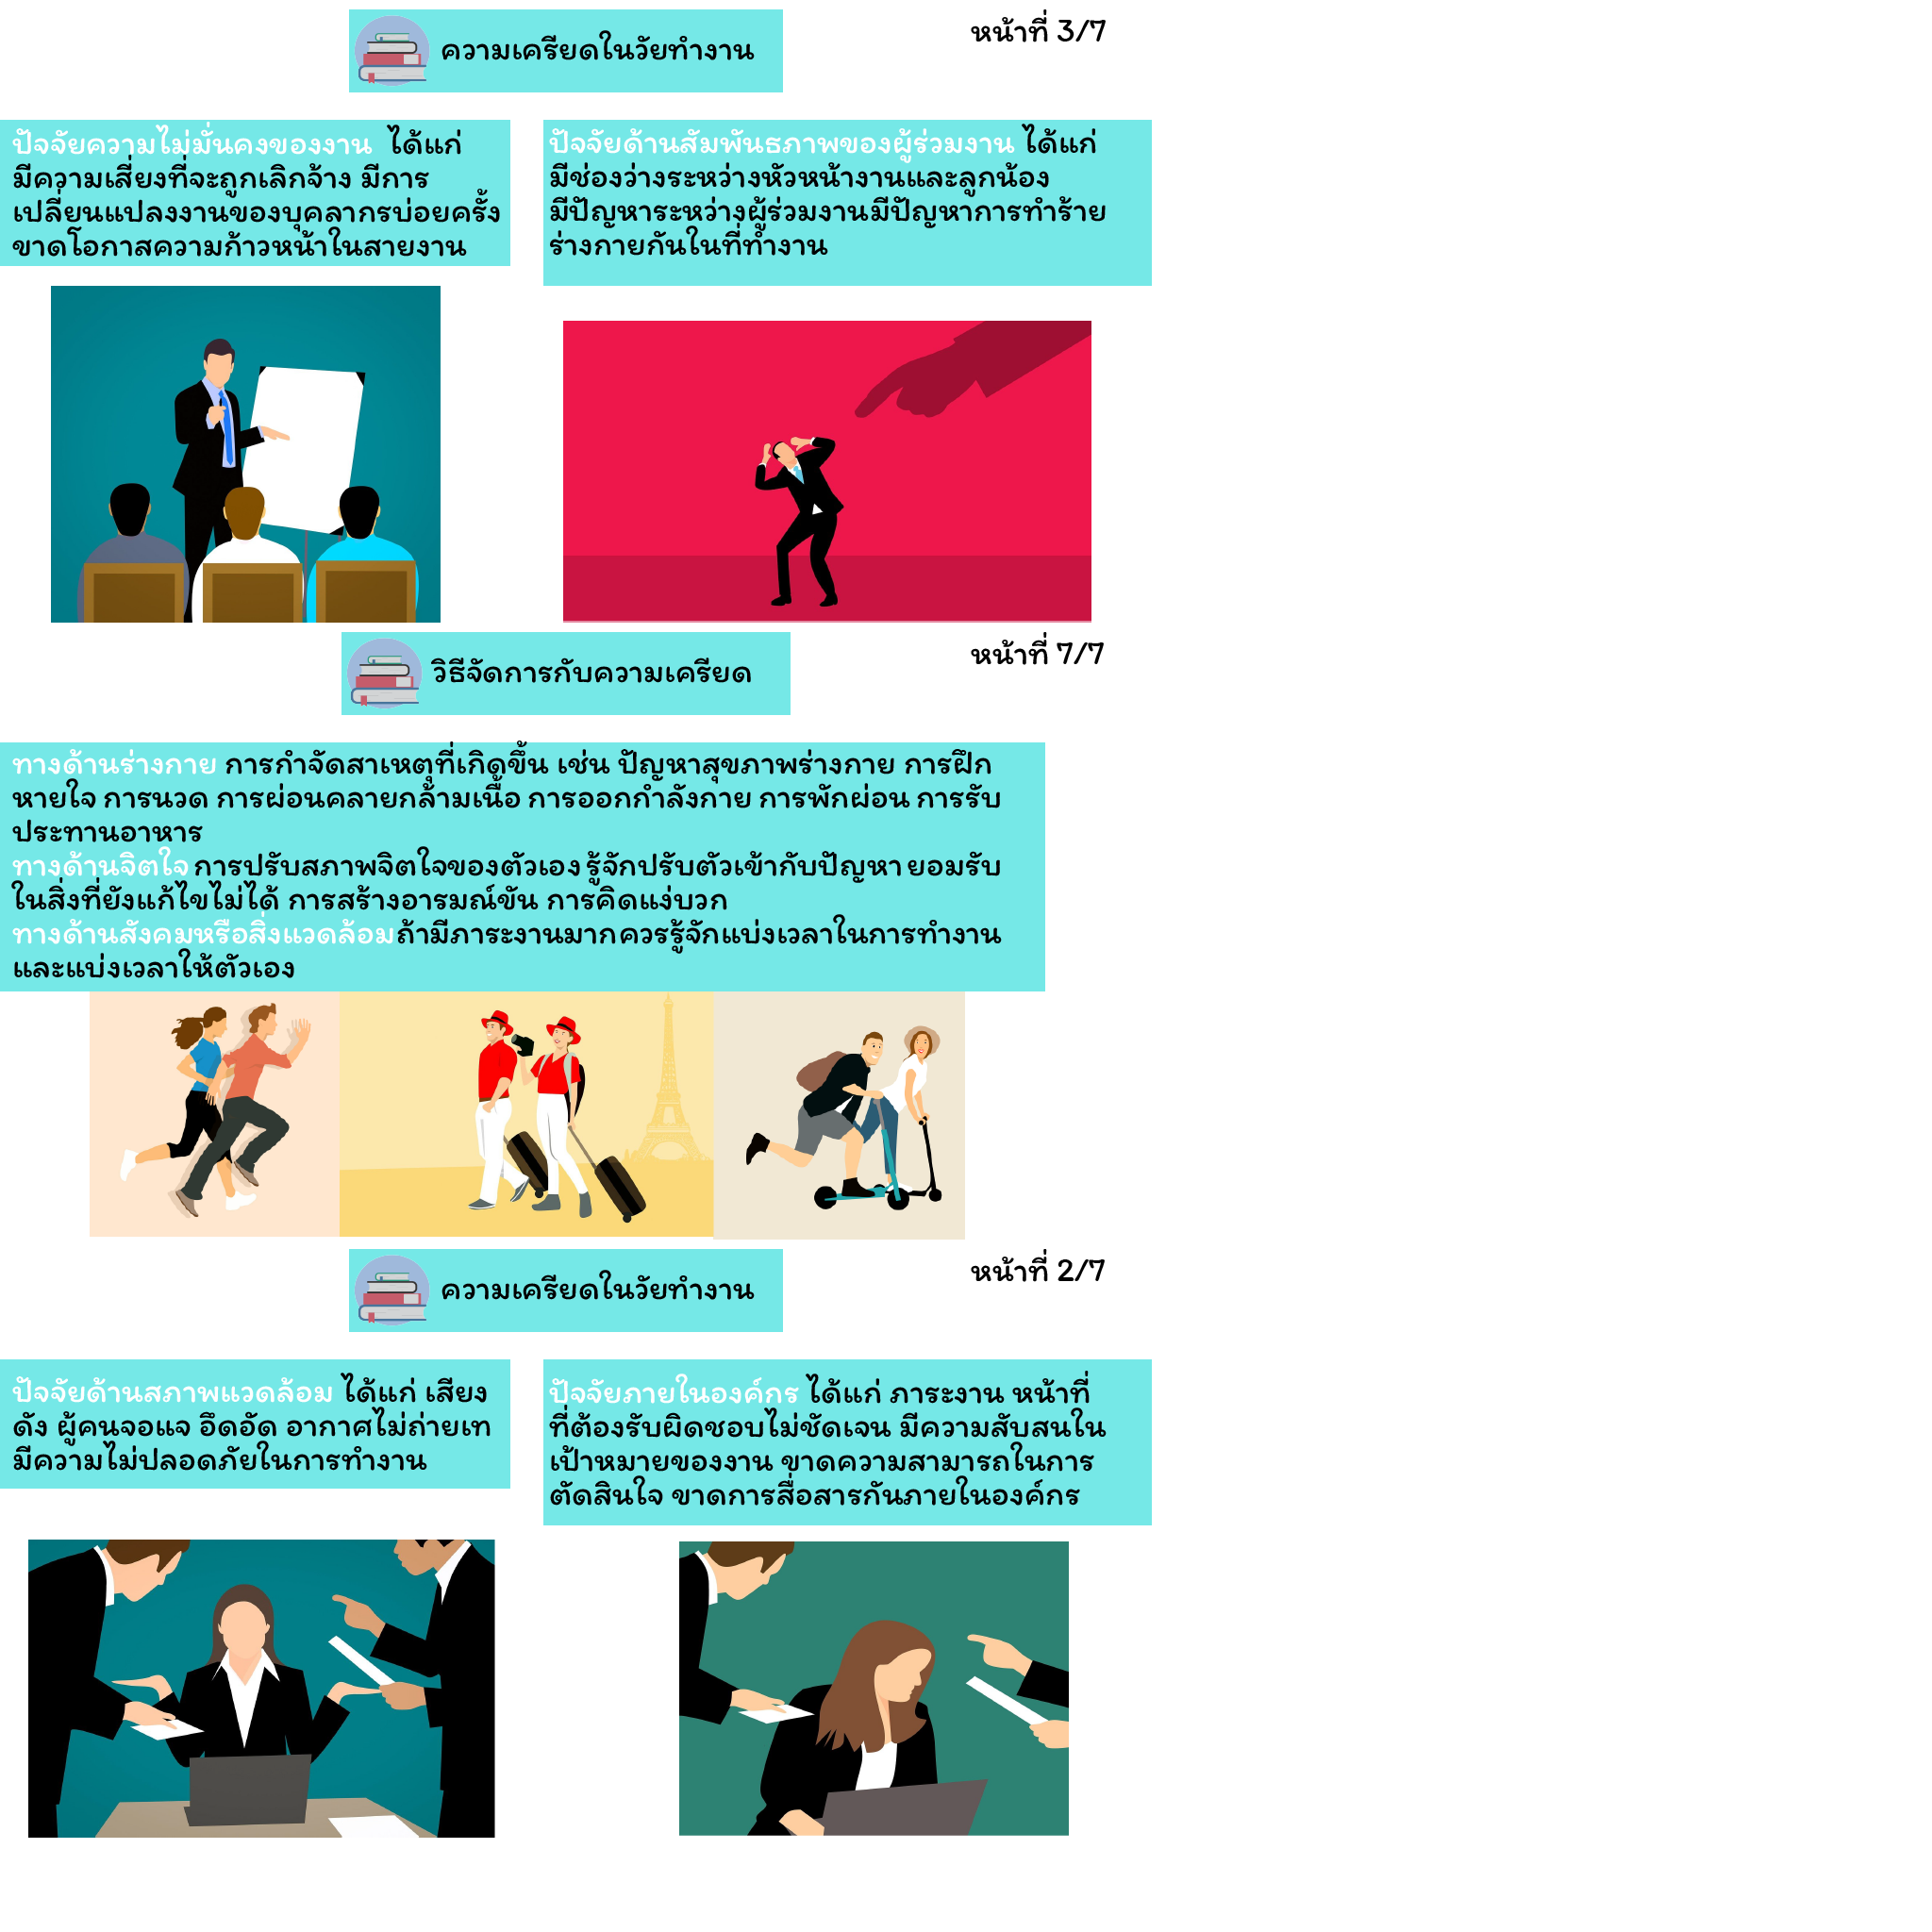 ความเครียดในวัยทำงาน
หน้าที่ 3/7
ปัจจัยความไม่มั่นคงของงาน ได้แก่
มีความเสี่ยงที่จะถูกเลิกจ้าง มีการ
เปลี่ยนแปลงงานของบุคลากรบ่อยครั้ง
ขาดโอกาสความก้าวหน้าในสายงาน
ปัจจัยด้านสัมพันธภาพของผู้ร่วมงาน ได้แก่
มีช่องว่างระหว่างหัวหน้างานและลูกน้อง
มีปัญหาระหว่างผู้ร่วมงานมีปัญหาการทำร้าย
ร่างกายกันในที่ทำงาน
วิธีจัดการกับความเครียด
หน้าที่ 7/7
ทางด้านร่างกาย การกำจัดสาเหตุที่เกิดขึ้น เช่น ปัญหาสุขภาพร่างกาย การฝึก
หายใจ การนวด การผ่อนคลายกล้ามเนื้อ การออกกำลังกาย การพักผ่อน การรับ
ประทานอาหาร
ทางด้านจิตใจ การปรับสภาพจิตใจของตัวเอง รู้จักปรับตัวเข้ากับปัญหา ยอมรับ
ในสิ่งที่ยังแก้ไขไม่ได้ การสร้างอารมณ์ขัน การคิดแง่บวก
ทางด้านสังคมหรือสิ่งแวดล้อม ถ้ามีภาระงานมาก ควรรู้จักแบ่งเวลาในการทำงาน
และแบ่งเวลาให้ตัวเอง
ความเครียดในวัยทำงาน
หน้าที่ 2/7
ปัจจัยด้านสภาพแวดล้อม ได้แก่ เสียง
ดัง ผู้คนจอแจ อึดอัด อากาศไม่ถ่ายเท
มีความไม่ปลอดภัยในการทำงาน
ปัจจัยภายในองค์กร ได้แก่ ภาระงาน หน้าที่
ที่ต้องรับผิดชอบไม่ชัดเจน มีความสับสนใน
เป้าหมายของงาน ขาดความสามารถในการ
ตัดสินใจ ขาดการสื่อสารกันภายในองค์กร